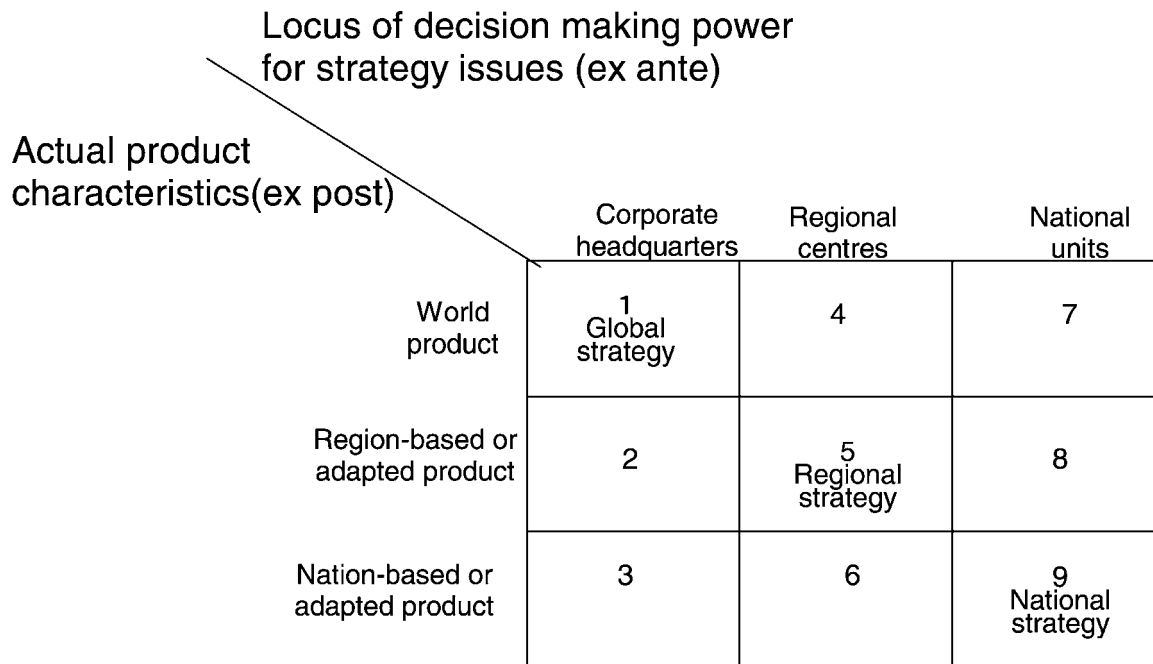 Locus of decision making power
for strategy issues (ex ante)
Actual product
characteristics(ex post)
Corporate
headquarters
Regional
centres
National
units
World
product
1
Global
strategy
4
7
Region-based or
adapted product
2
5
Regional
strategy
8
Nation-based or
adapted product
3
6
9
National
strategy